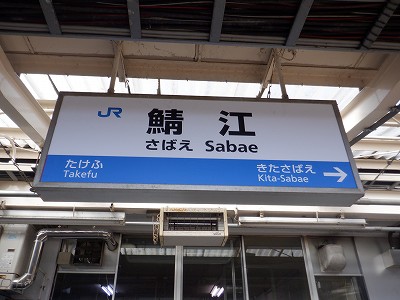 JR 鯖江
さばえ Sabae
たけふ きたさばえ
Takefu Kita-Sabae →